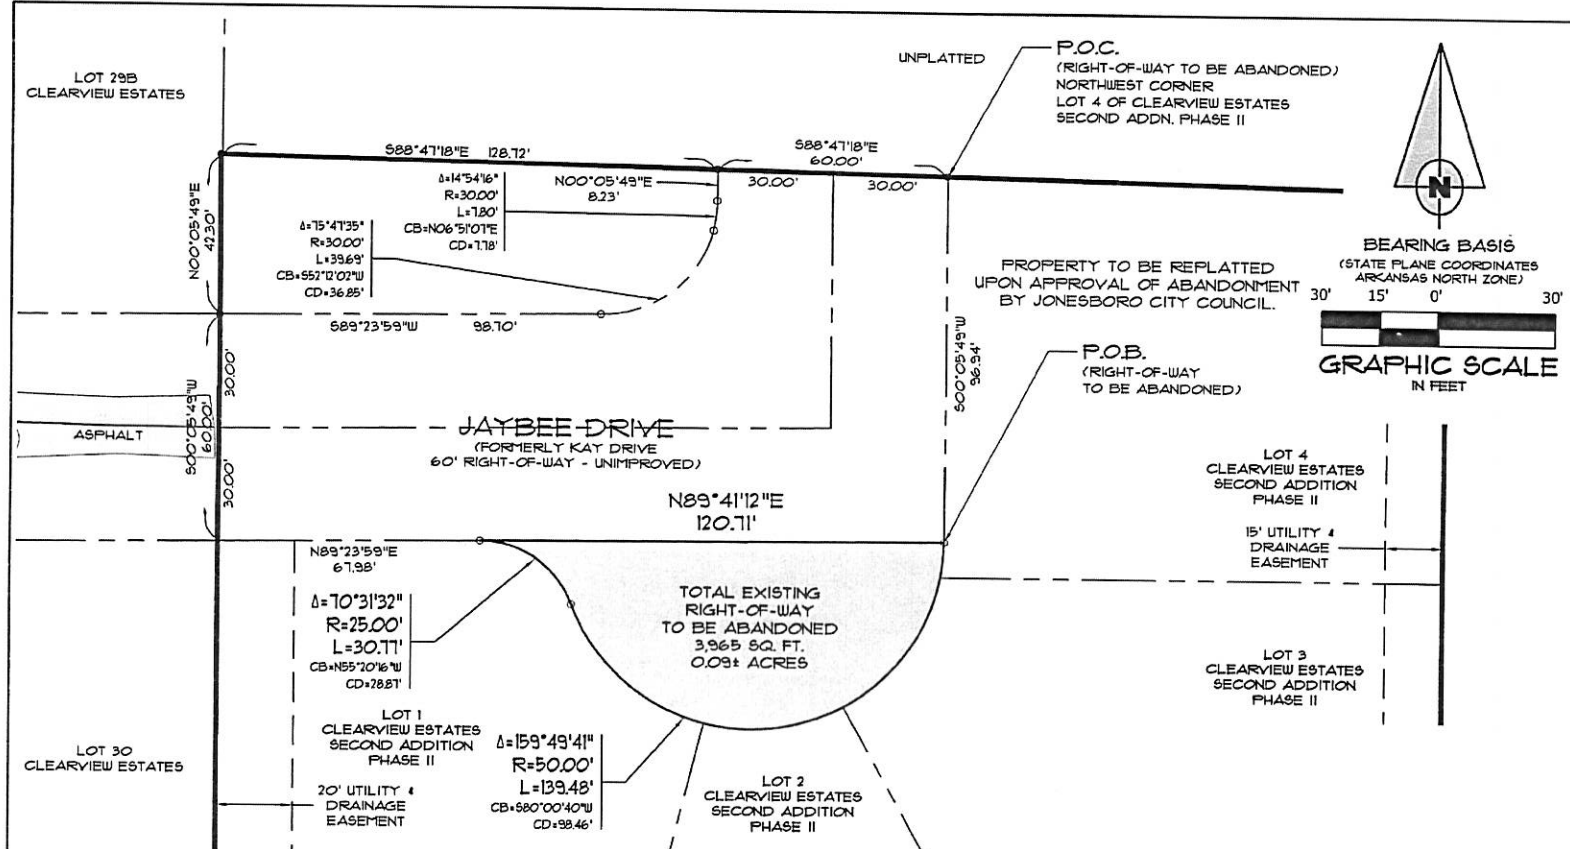 LOT 29B
CLEARVIEW ESTATES
UNPLATTED
P.O.C.
(RIGHT-OF-WAY TO BE ABANDONED)
NORTHWEST CORNER
LOT 4 OF CLEARVIEW ESTATES
SECOND ADDN. PHASE II
S88°47'18"E 128.72'
S88°47'18"E
60.00'
30.00'
30.00'
Δ=14°54'16"
R=30.00'
L=7.80'
CB=N06°51'07"E
CD=7.78'
N00°05'49"E
8.23'
N00°05'49"E
42.30'
Δ=75°47'35"
R=30.00'
L=39.69'
CB=S52°12'02"W
CD=36.85'
S89°23'59"W 98.70'
N
BEARING BASIS
(STATE PLANE COORDINATES
ARKANSAS NORTH ZONE)
30' 15' 0' 30'
GRAPHIC SCALE
IN FEET
PROPERTY TO BE REPLATTED
UPON APPROVAL OF ABANDONMENT
BY JONESBORO CITY COUNCIL.
S00°05'49"W
96.94'
P.O.B.
(RIGHT-OF-WAY
TO BE ABANDONED)
30.00'
S00°05'49"W
60.00'
30.00'
ASPHALT
JAYBEE DRIVE
(FORMERLY KAY DRIVE
60' RIGHT-OF-WAY - UNIMPROVED)
N89°41'12"E
120.71'
LOT 4
CLEARVIEW ESTATES
SECOND ADDITION
PHASE II
15' UTILITY &
DRAINAGE
EASEMENT
N89°23'59"E
67.98'
Δ=70°31'32"
R=25.00'
L=30.77'
CB=N55°20'16"W
CD=28.87'
TOTAL EXISTING
RIGHT-OF-WAY
TO BE ABANDONED
3,965 SQ. FT.
0.09± ACRES
LOT 3
CLEARVIEW ESTATES
SECOND ADDITION
PHASE II
LOT 1
CLEARVIEW ESTATES
SECOND ADDITION
PHASE II
Δ=159°49'41"
R=50.00'
L=139.48'
CB=S80°00'40"W
CD=98.46'
LOT 30
CLEARVIEW ESTATES
20' UTILITY &
DRAINAGE
EASEMENT
LOT 2
CLEARVIEW ESTATES
SECOND ADDITION
PHASE II